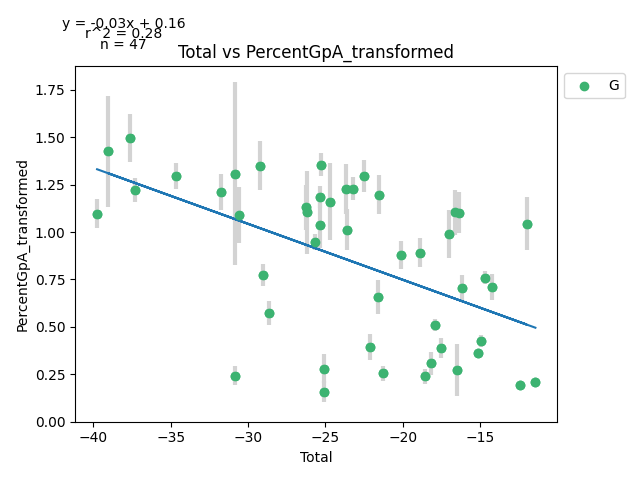 y = -0.03x + 0.16
r^2 = 0.28
n = 47
Total vs PercentGpA_transformed
G
PercentGpA_transformed
1.75
1.50
1.25
1.00
0.75
0.50
0.25
0.00
−40
−35
−30
−25
−20
−15
Total